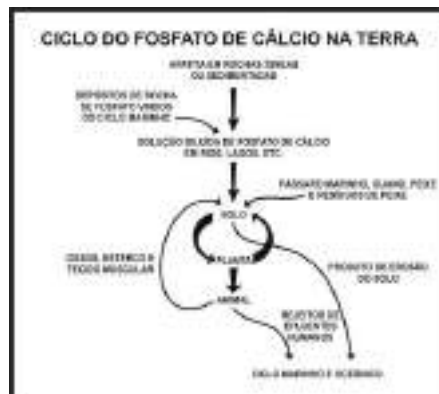 CICLO DO FOSFATO DE CÁLCIO NA TERRA
APATITA EM ROCHAS ÍGNEAS
OU SEDIMENTADAS
DEPÓSITOS DE ROCHA
DE FOSFATO VINDOS
DO CICLO MARINHO
SOLUÇÃO DILUÍDA DE FOSFATO DE CÁLCIO
EM RIOS, LAGOS, ETC.
PÁSSARO MARINHO, GUANO, PEIXE
E RESÍDUOS DE PEIXE
SOLO
OSSOS, ESTERCO E
TECIDO MUSCULAR
PLANTA
PRODUTO DE EROSÃO
DO SOLO
ANIMAL
REJEITOS DE
EFLUENTES
HUMANOS
CICLO MARINHO E OCEÂNICO